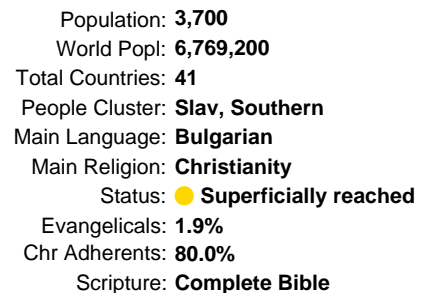 Population: 3,700
World Popl: 6,769,200
Total Countries: 41
People Cluster: Slav, Southern
Main Language: Bulgarian
Main Religion: Christianity
Status: Superficially reached
Evangelicals: 1.9%
Chr Adherents: 80.0%
Scripture: Complete Bible